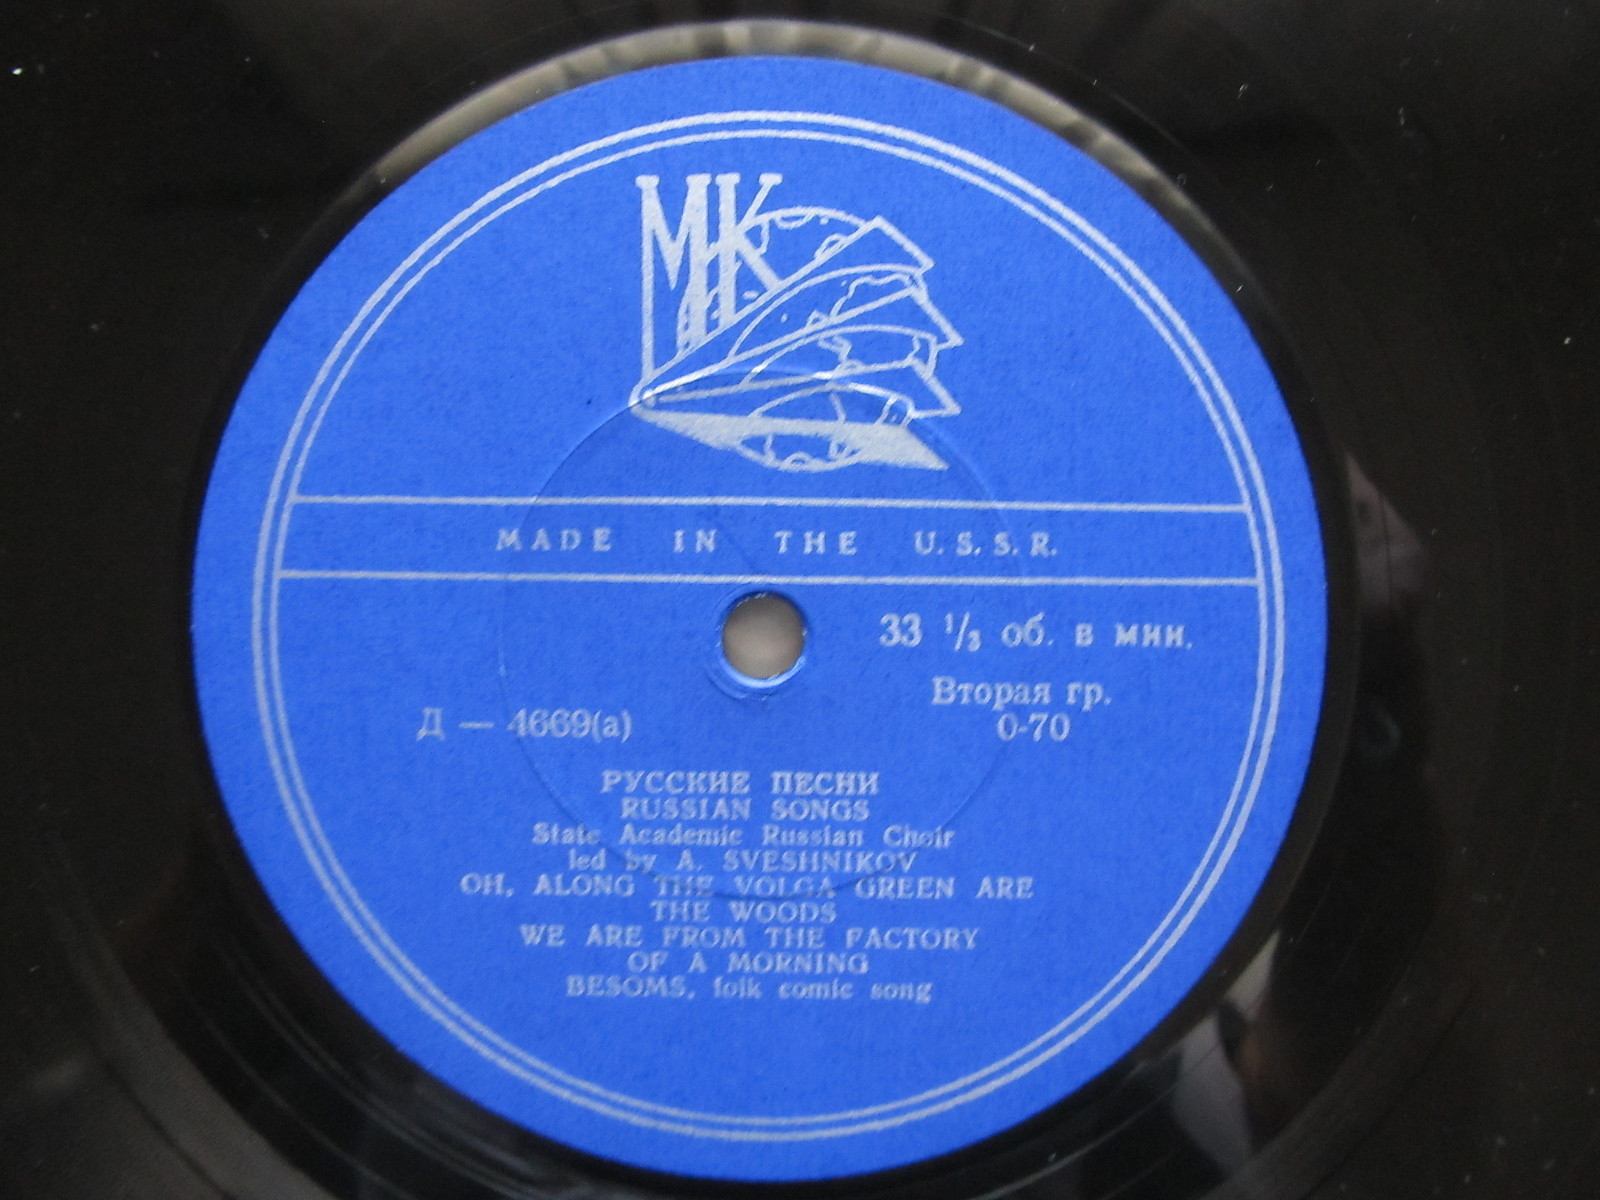 МК
MADE IN THE U.S.S.R.
33 1/3 об. в мин.
Вторая гр.
Д — 4669(а) 0-70
РУССКИЕ ПЕСНИ
RUSSIAN SONGS
State Academic Russian Choir
led by A. SVESHNIKOV
OH, ALONG THE VOLGA GREEN ARE
THE WOODS
WE ARE FROM THE FACTORY
OF A MORNING
BESOMS, folk comic song